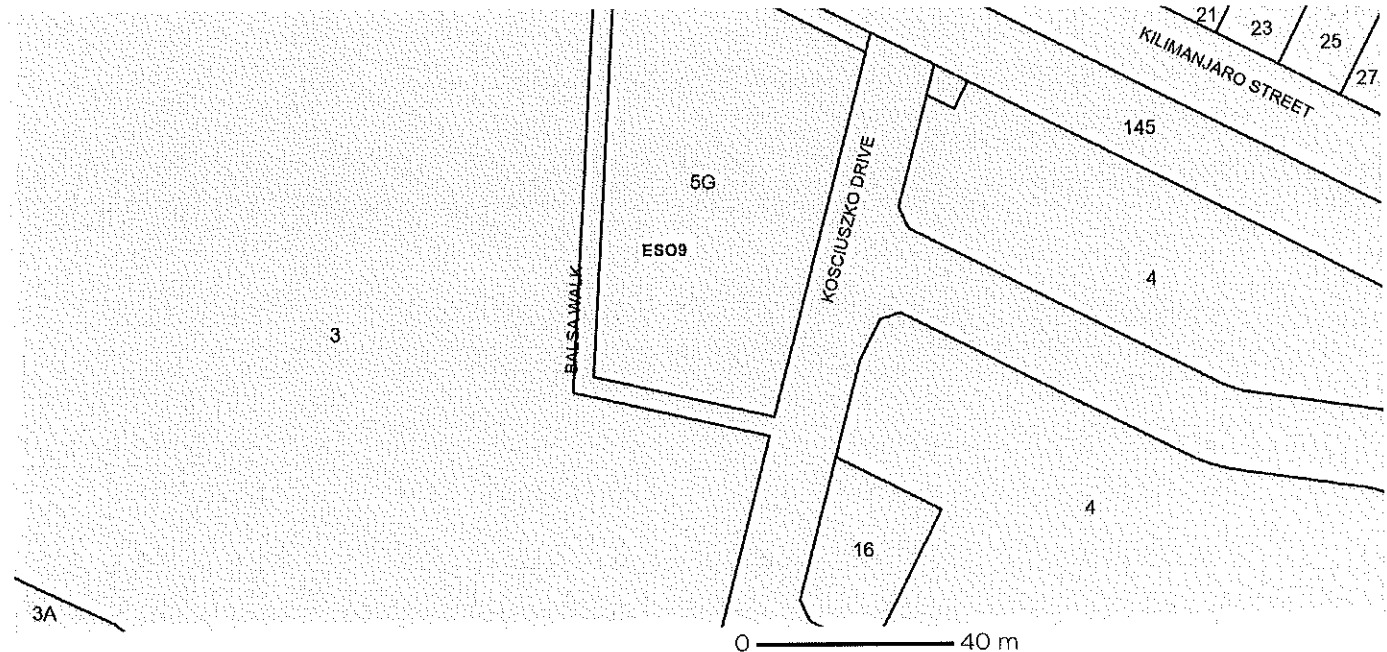 21
23
25
27
KILIMANJARO STREET
145
5G
KOSCIUSZKO DRIVE
ESO9
4
BALSA WALK
3
4
16
3A
0 40 m